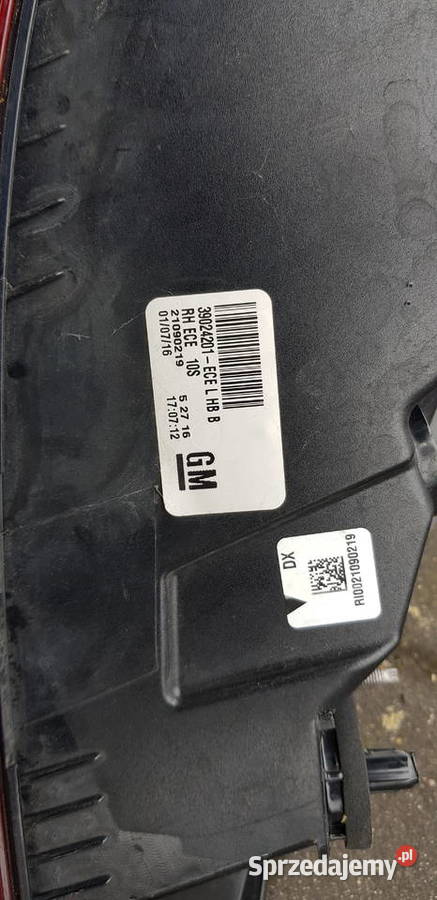 39024201-ECE L HB B
RH ECE 10S
21090219 5 27 16
01/07/16 17:07:12
GM
DX
RI0021090219
Sprzedajemy.pl